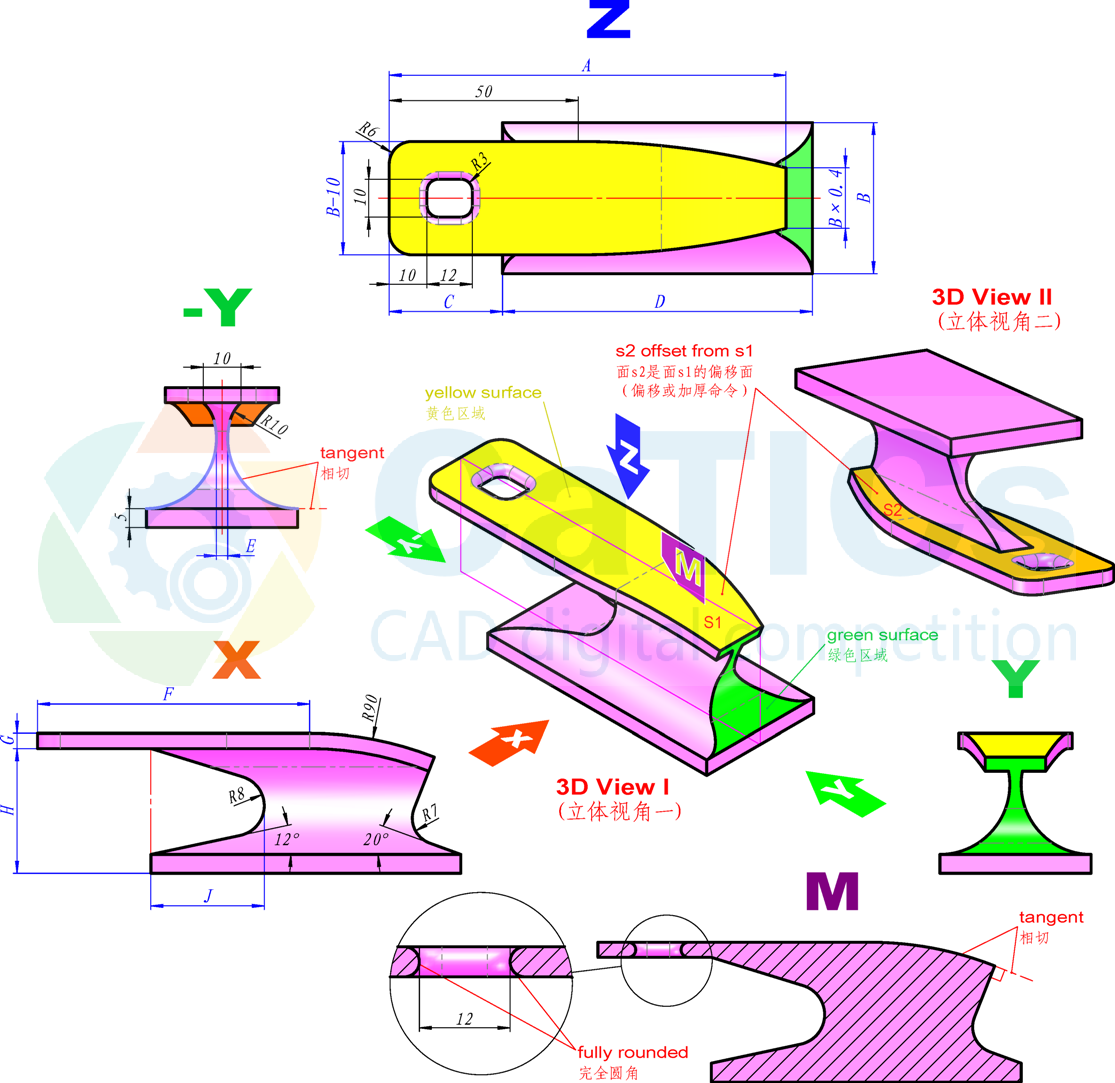 Z
A
50
R6
R3
B-10
10
B×0.4
B
10
12
C
D
-Y
10
R10
tangent
相切
5
E
3D View II
(立体视角二)
s2 offset from s1
面s2是面s1的偏移面
(偏移或加厚命令)
yellow surface
黄色区域
Z
-Y
M
S1
S2
CaTICs
CAD digital competition
green surface
绿色区域
X
F
R90
G
H
R8
R7
12°
20°
J
X
Y
3D View I
(立体视角一)
Y
M
tangent
相切
12
fully rounded
完全圆角